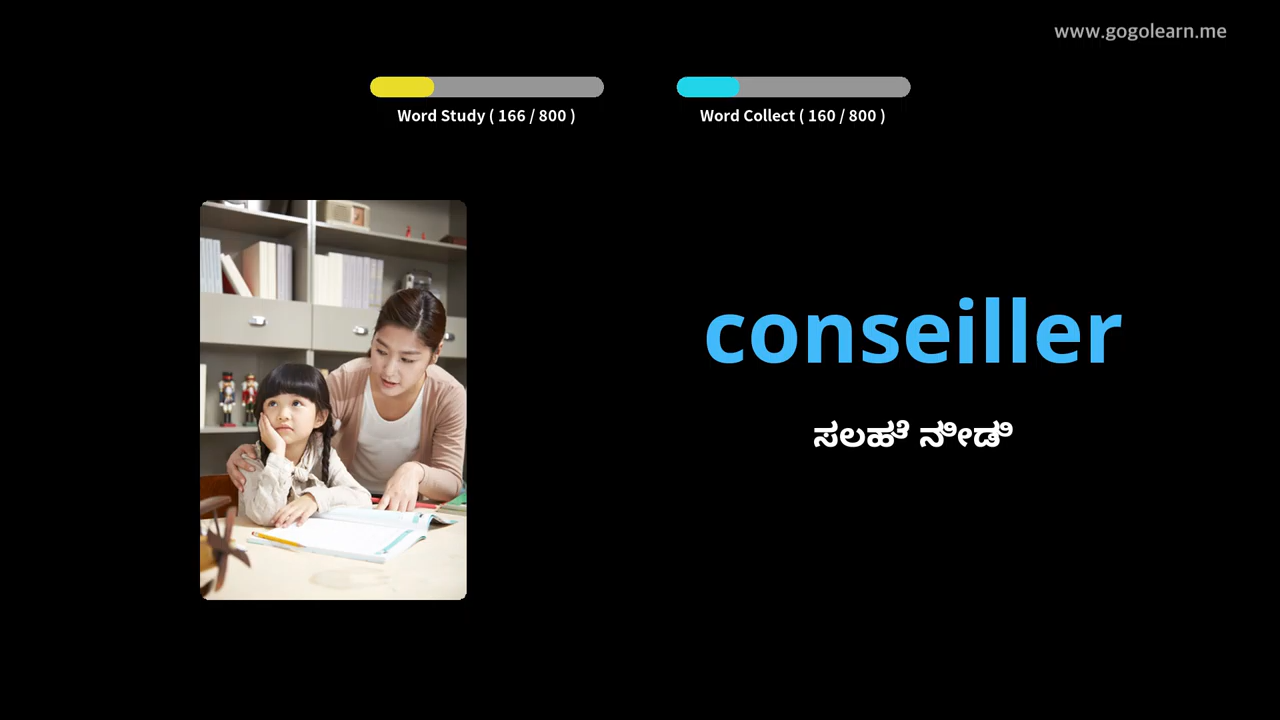 www.gogolearn.me
Word Study ( 166 / 800 )
Word Collect ( 160 / 800 )
conseiller
ಸಲಹೆ ನೀಡಿ